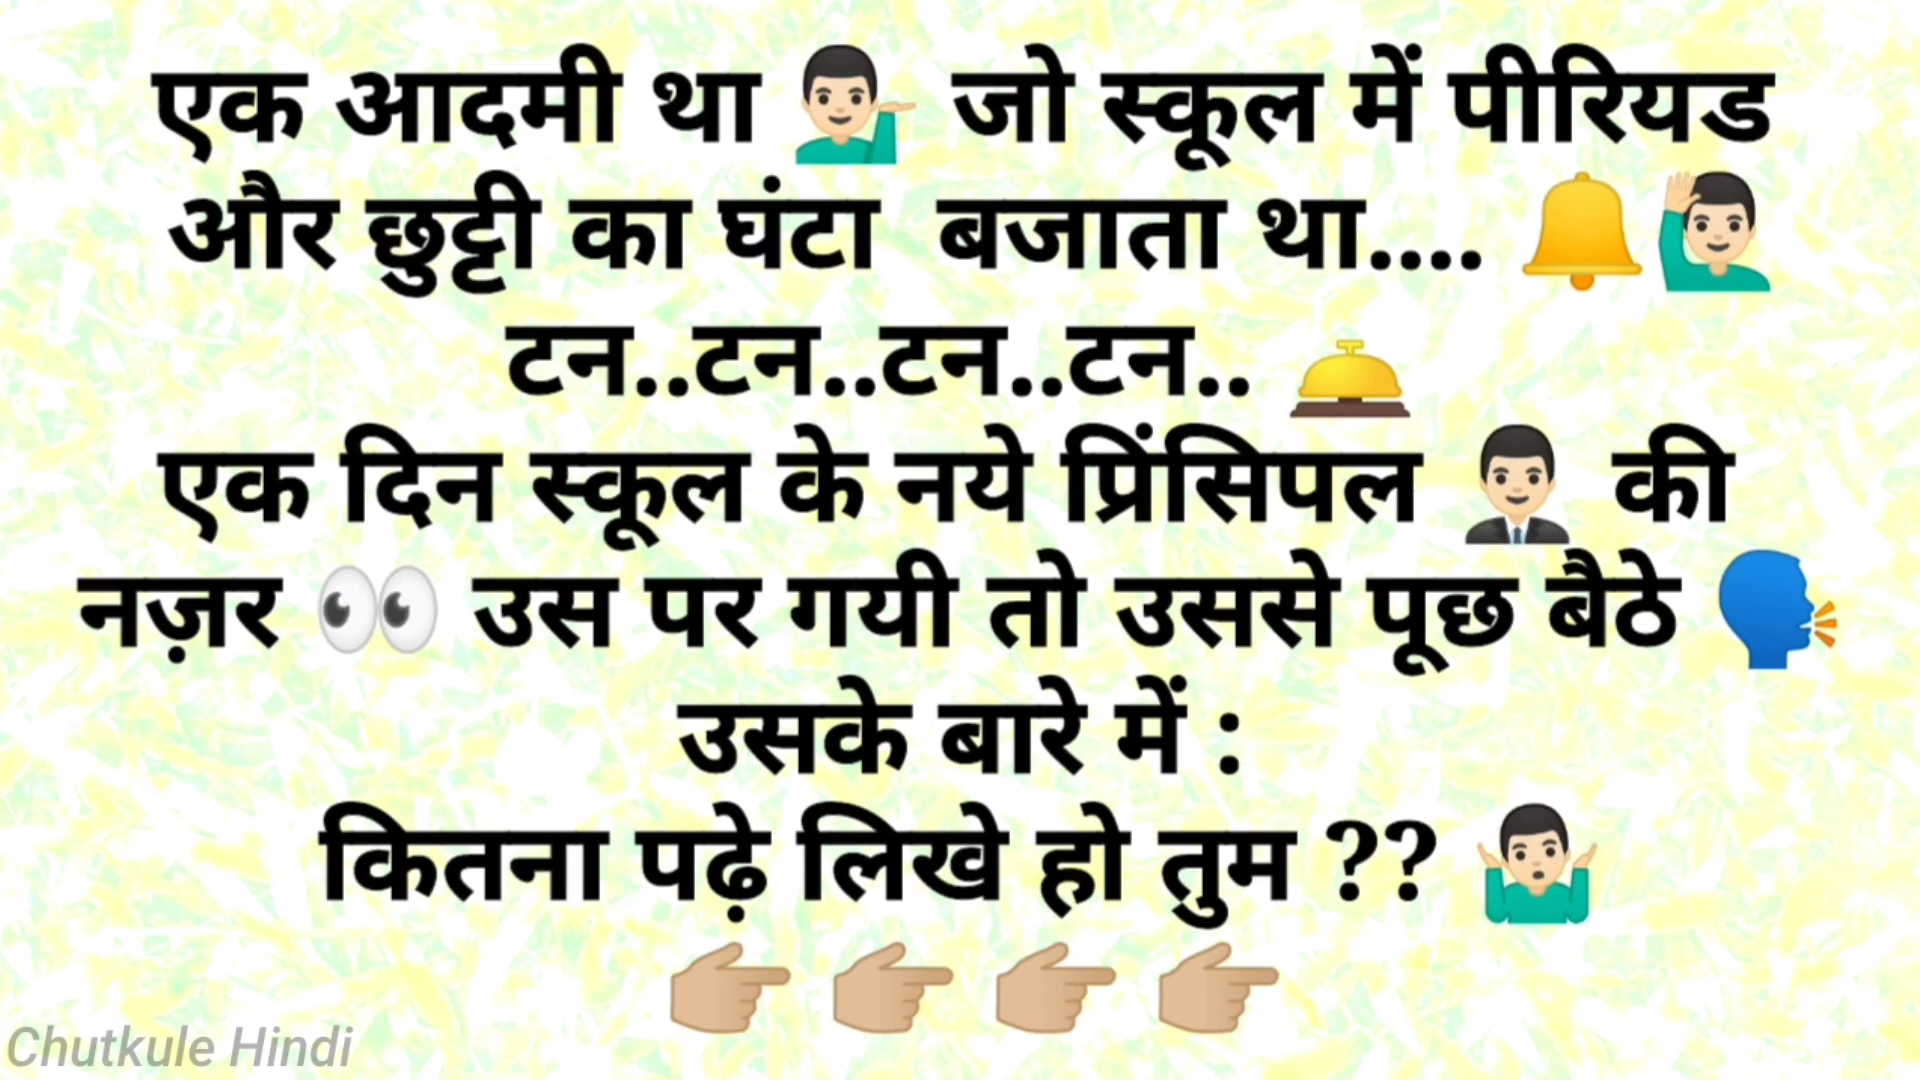 एक आदमी था 💁🏻‍♂️ जो स्कूल में पीरियड
और छुट्टी का घंटा  बजाता था.... 🔔🙋🏻‍♂️
टन..टन..टन..टन.. 🛎️
एक दिन स्कूल के नये प्रिंसिपल 🤵🏻‍♂️ की
नज़र 👀 उस पर गयी तो उससे पूछ बैठे 🗣️
उसके बारे में :
कितना पढ़े लिखे हो तुम ?? 🤷🏻‍♂️
👉🏼 👉🏼 👉🏼 👉🏼
Chutkule Hindi